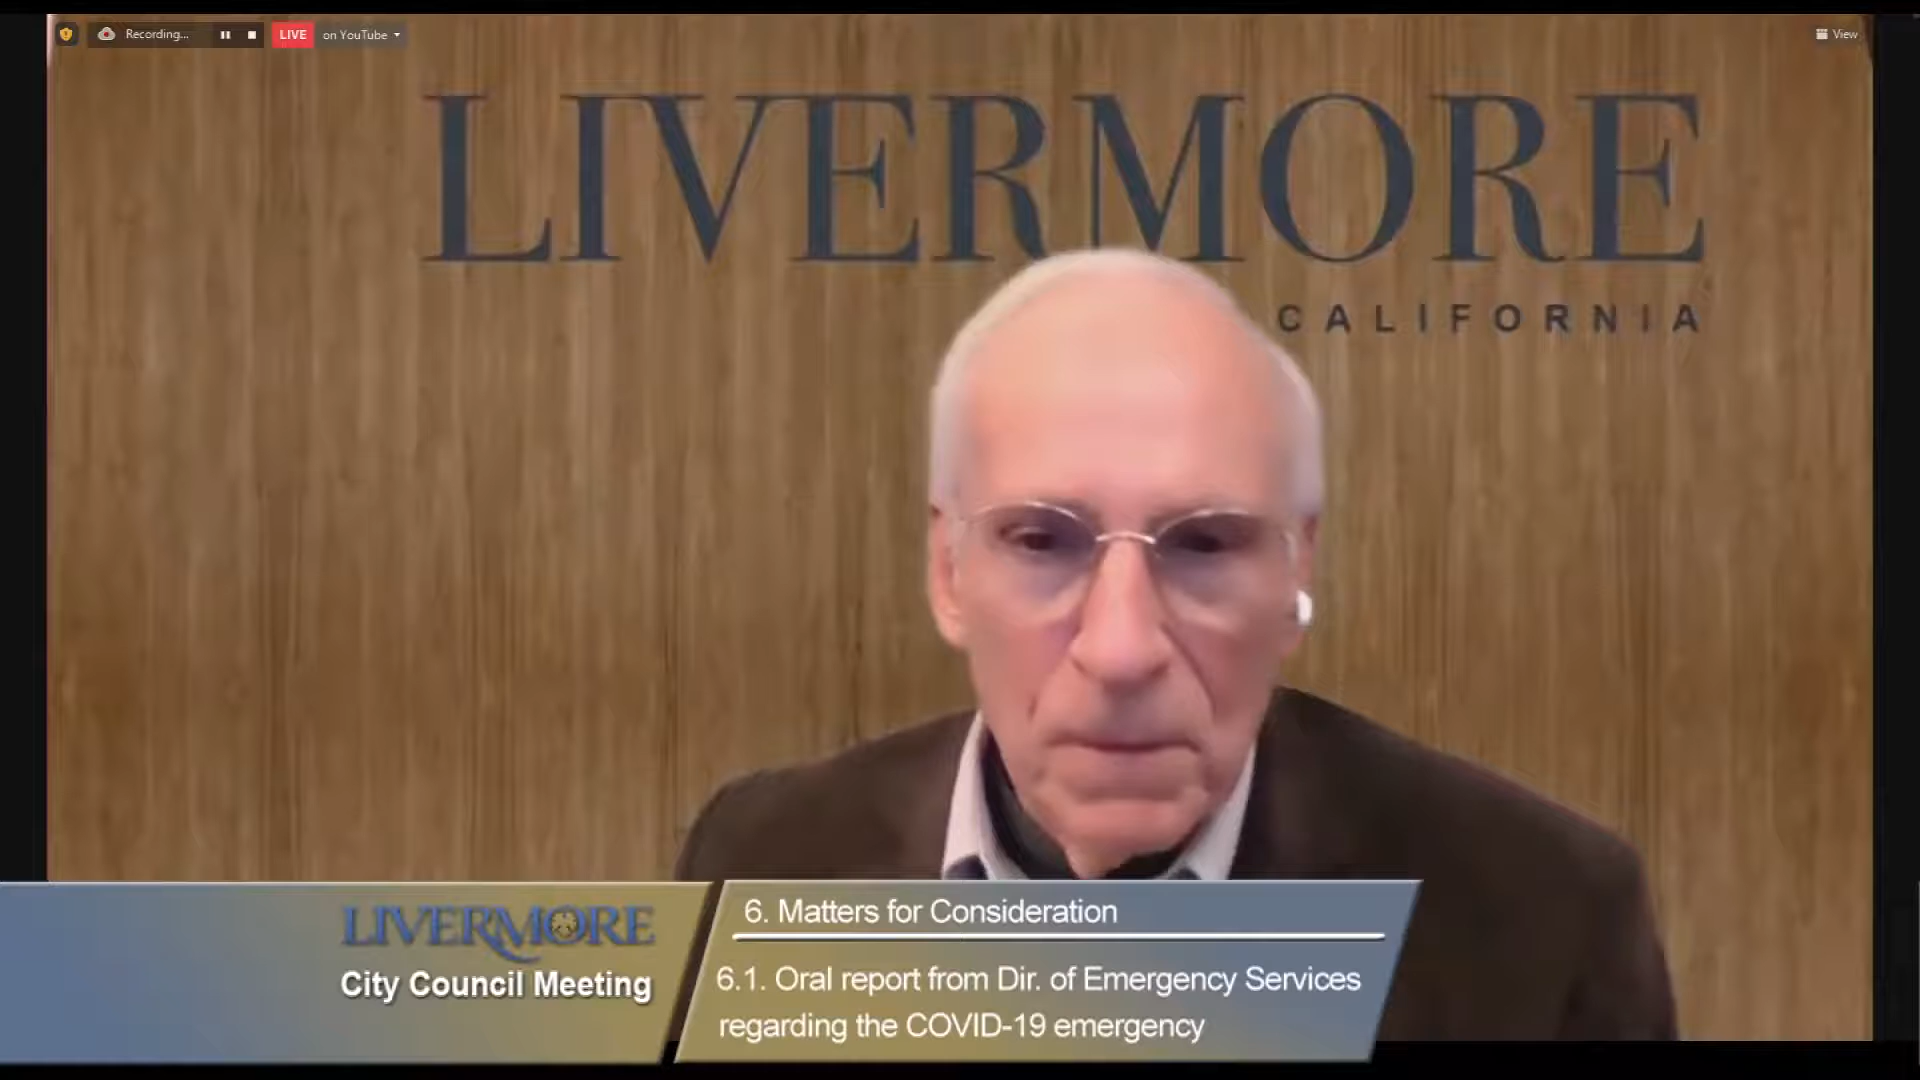 Recording...
LIVE
on YouTube
View
LIVERMORE
CALIFORNIA
LIVERMORE
City Council Meeting
6. Matters for Consideration
6.1. Oral report from Dir. of Emergency Services
regarding the COVID-19 emergency